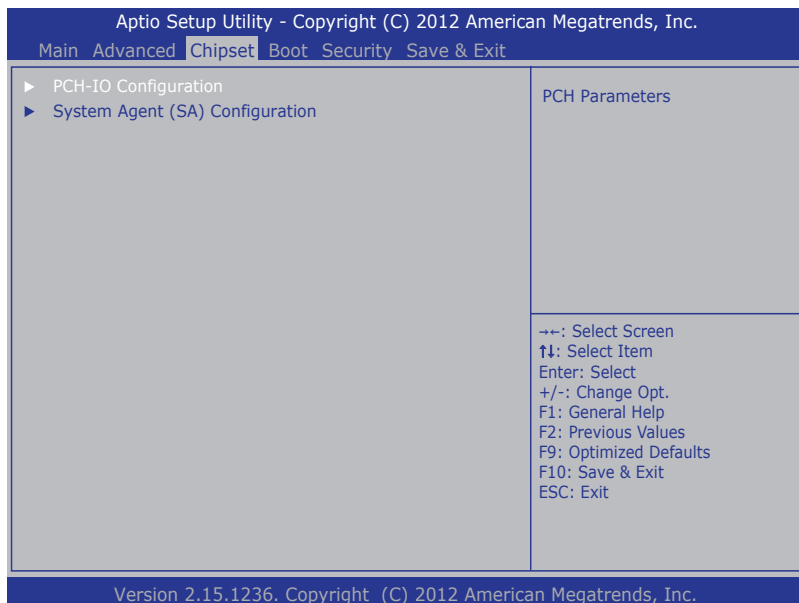 Aptio Setup Utility - Copyright (C) 2012 American Megatrends, Inc.
Main Advanced Chipset Boot Security Save & Exit
► PCH-IO Configuration
► System Agent (SA) Configuration
PCH Parameters
→←: Select Screen
↑↓: Select Item
Enter: Select
+/-: Change Opt.
F1: General Help
F2: Previous Values
F9: Optimized Defaults
F10: Save & Exit
ESC: Exit
Version 2.15.1236. Copyright (C) 2012 American Megatrends, Inc.